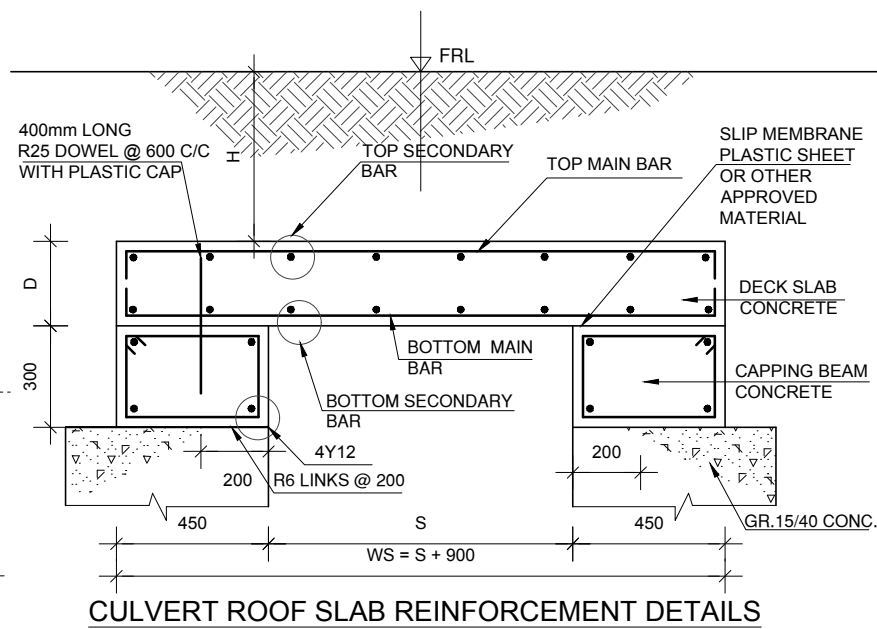 FRL
400mm LONG
R25 DOWEL @ 600 C/C
WITH PLASTIC CAP
H
TOP SECONDARY
BAR
TOP MAIN BAR
SLIP MEMBRANE
PLASTIC SHEET
OR OTHER
APPROVED
MATERIAL
D
DECK SLAB
CONCRETE
300
BOTTOM MAIN
BAR
CAPPING BEAM
CONCRETE
BOTTOM SECONDARY
BAR
4Y12
200
R6 LINKS @ 200
200
GR.15/40 CONC.
450
S
450
WS = S + 900
CULVERT ROOF SLAB REINFORCEMENT DETAILS